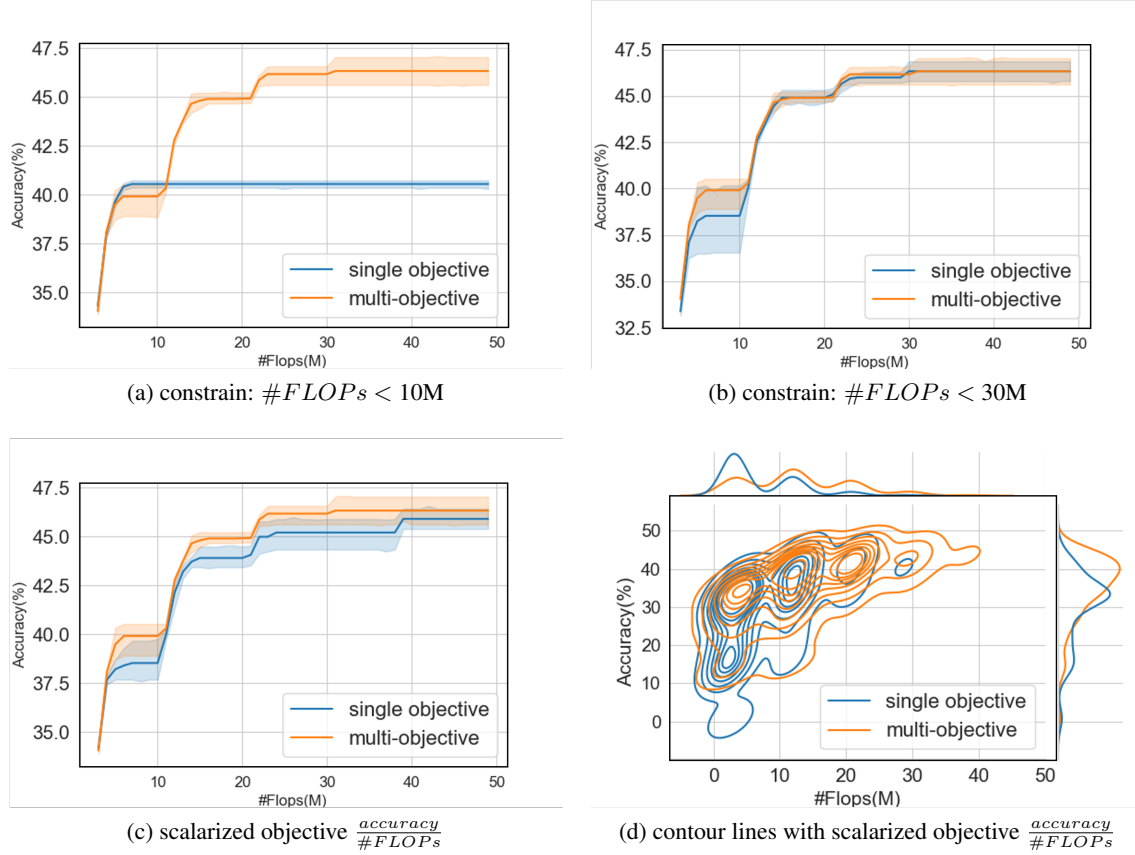 47.5
45.0
42.5
40.0
37.5
35.0
Accuracy(%)
single objective
multi-objective
10 20 30 40 50
#Flops(M)
(a) constrain: #FLOPs < 10M
47.5
45.0
42.5
40.0
37.5
35.0
32.5
Accuracy(%)
single objective
multi-objective
10 20 30 40 50
#Flops(M)
(b) constrain: #FLOPs < 30M
47.5
45.0
42.5
40.0
37.5
35.0
Accuracy(%)
single objective
multi-objective
10 20 30 40 50
#Flops(M)
(c) scalarized objective accuracy/#FLOPs
50
40
30
20
10
0
Accuracy(%)
single objective
multi-objective
0 10 20 30 40 50
#Flops(M)
(d) contour lines with scalarized objective accuracy/#FLOPs